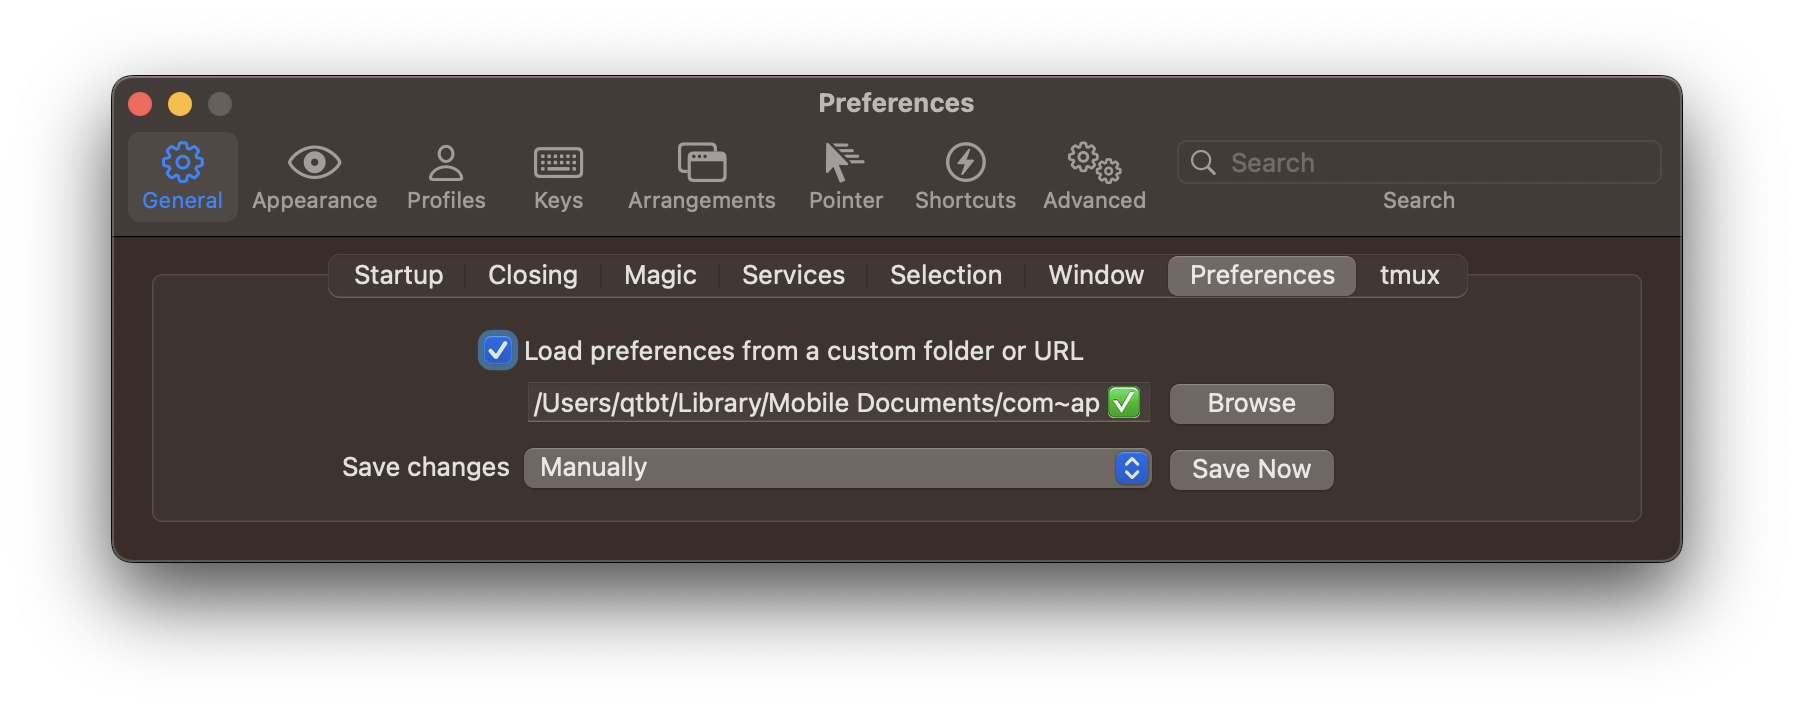 Preferences
General Appearance Profiles Keys Arrangements Pointer Shortcuts Advanced Search
Search
Startup Closing Magic Services Selection Window Preferences tmux
Load preferences from a custom folder or URL
/Users/qtbt/Library/Mobile Documents/com~ap Browse
Save changes Manually Save Now